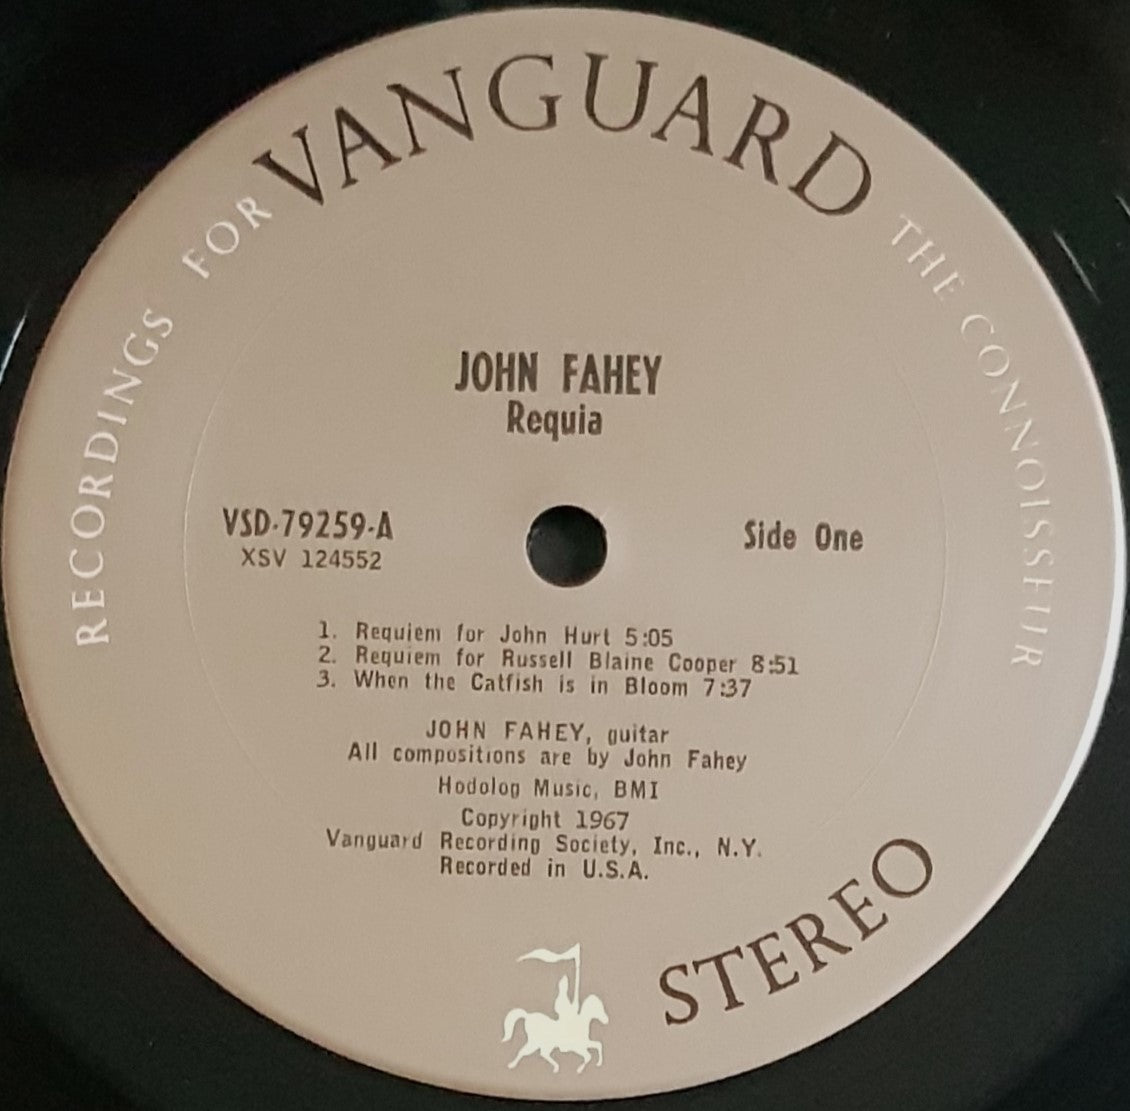 RECORDINGS FOR VANGUARD THE CONNOISSEUR
JOHN FAHEY
Requia
VSD-79259-A
XSV 124552
Side One
1. Requiem for John Hurt 5:05
2. Requiem for Russell Blaine Cooper 8:51
3. When the Catfish is in Bloom 7:37
JOHN FAHEY, guitar
All compositions are by John Fahey
Hodolog Music, BMI
Copyright 1967
Vanguard Recording Society, Inc., N.Y.
Recorded in U.S.A.
STEREO